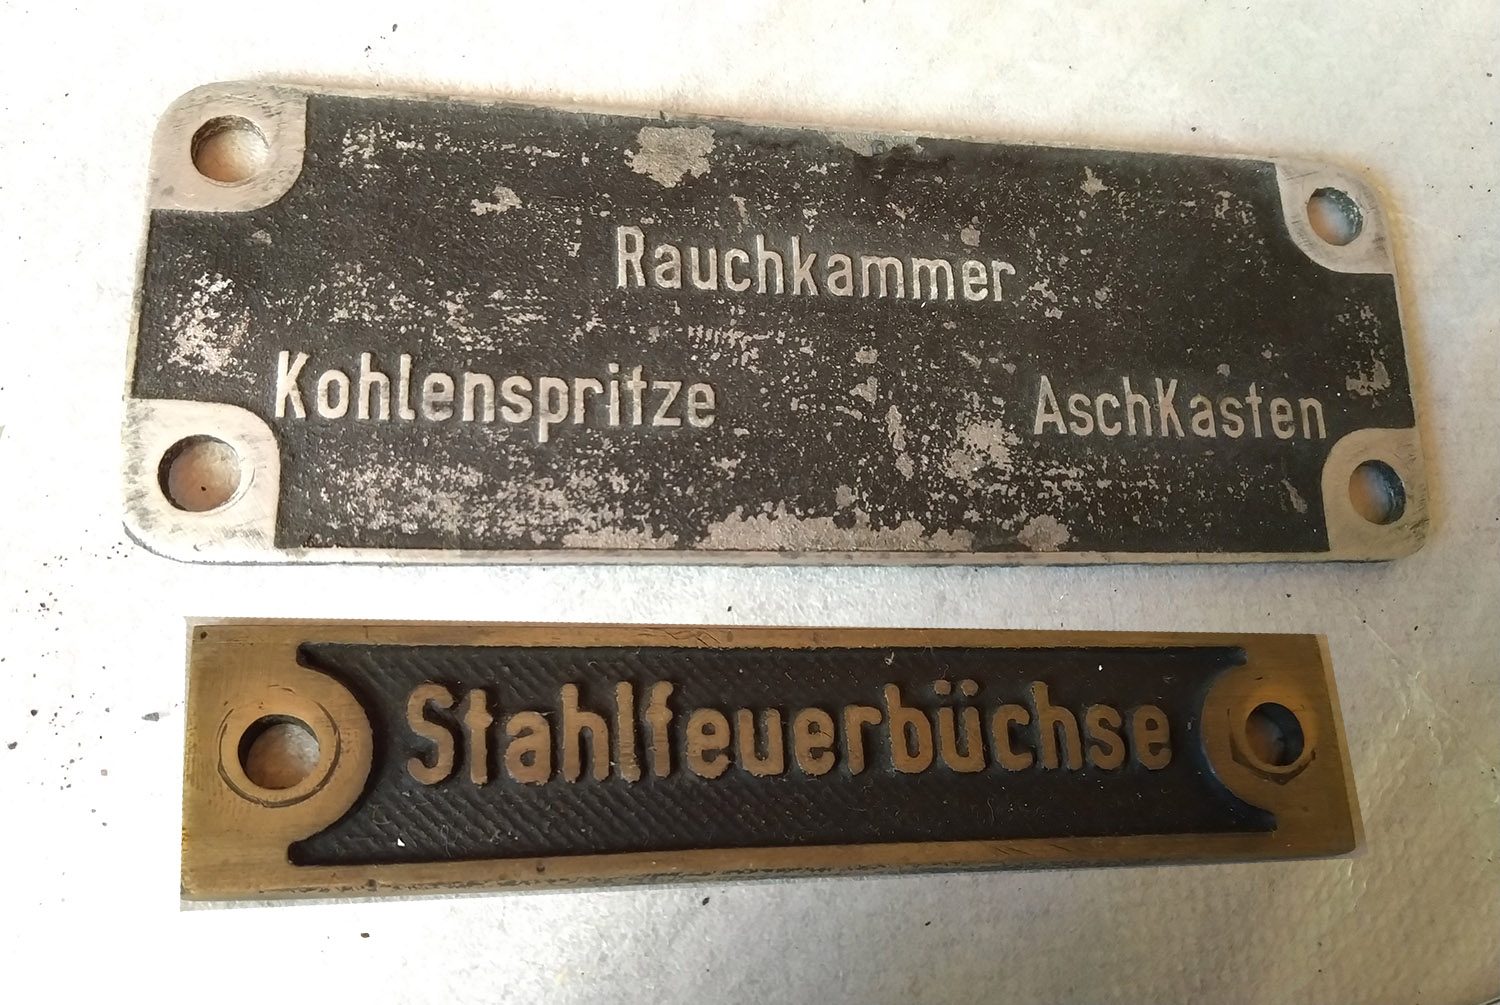 Rauchkammer
Kohlenspritze AschKasten
Stahlfeuerbüchse